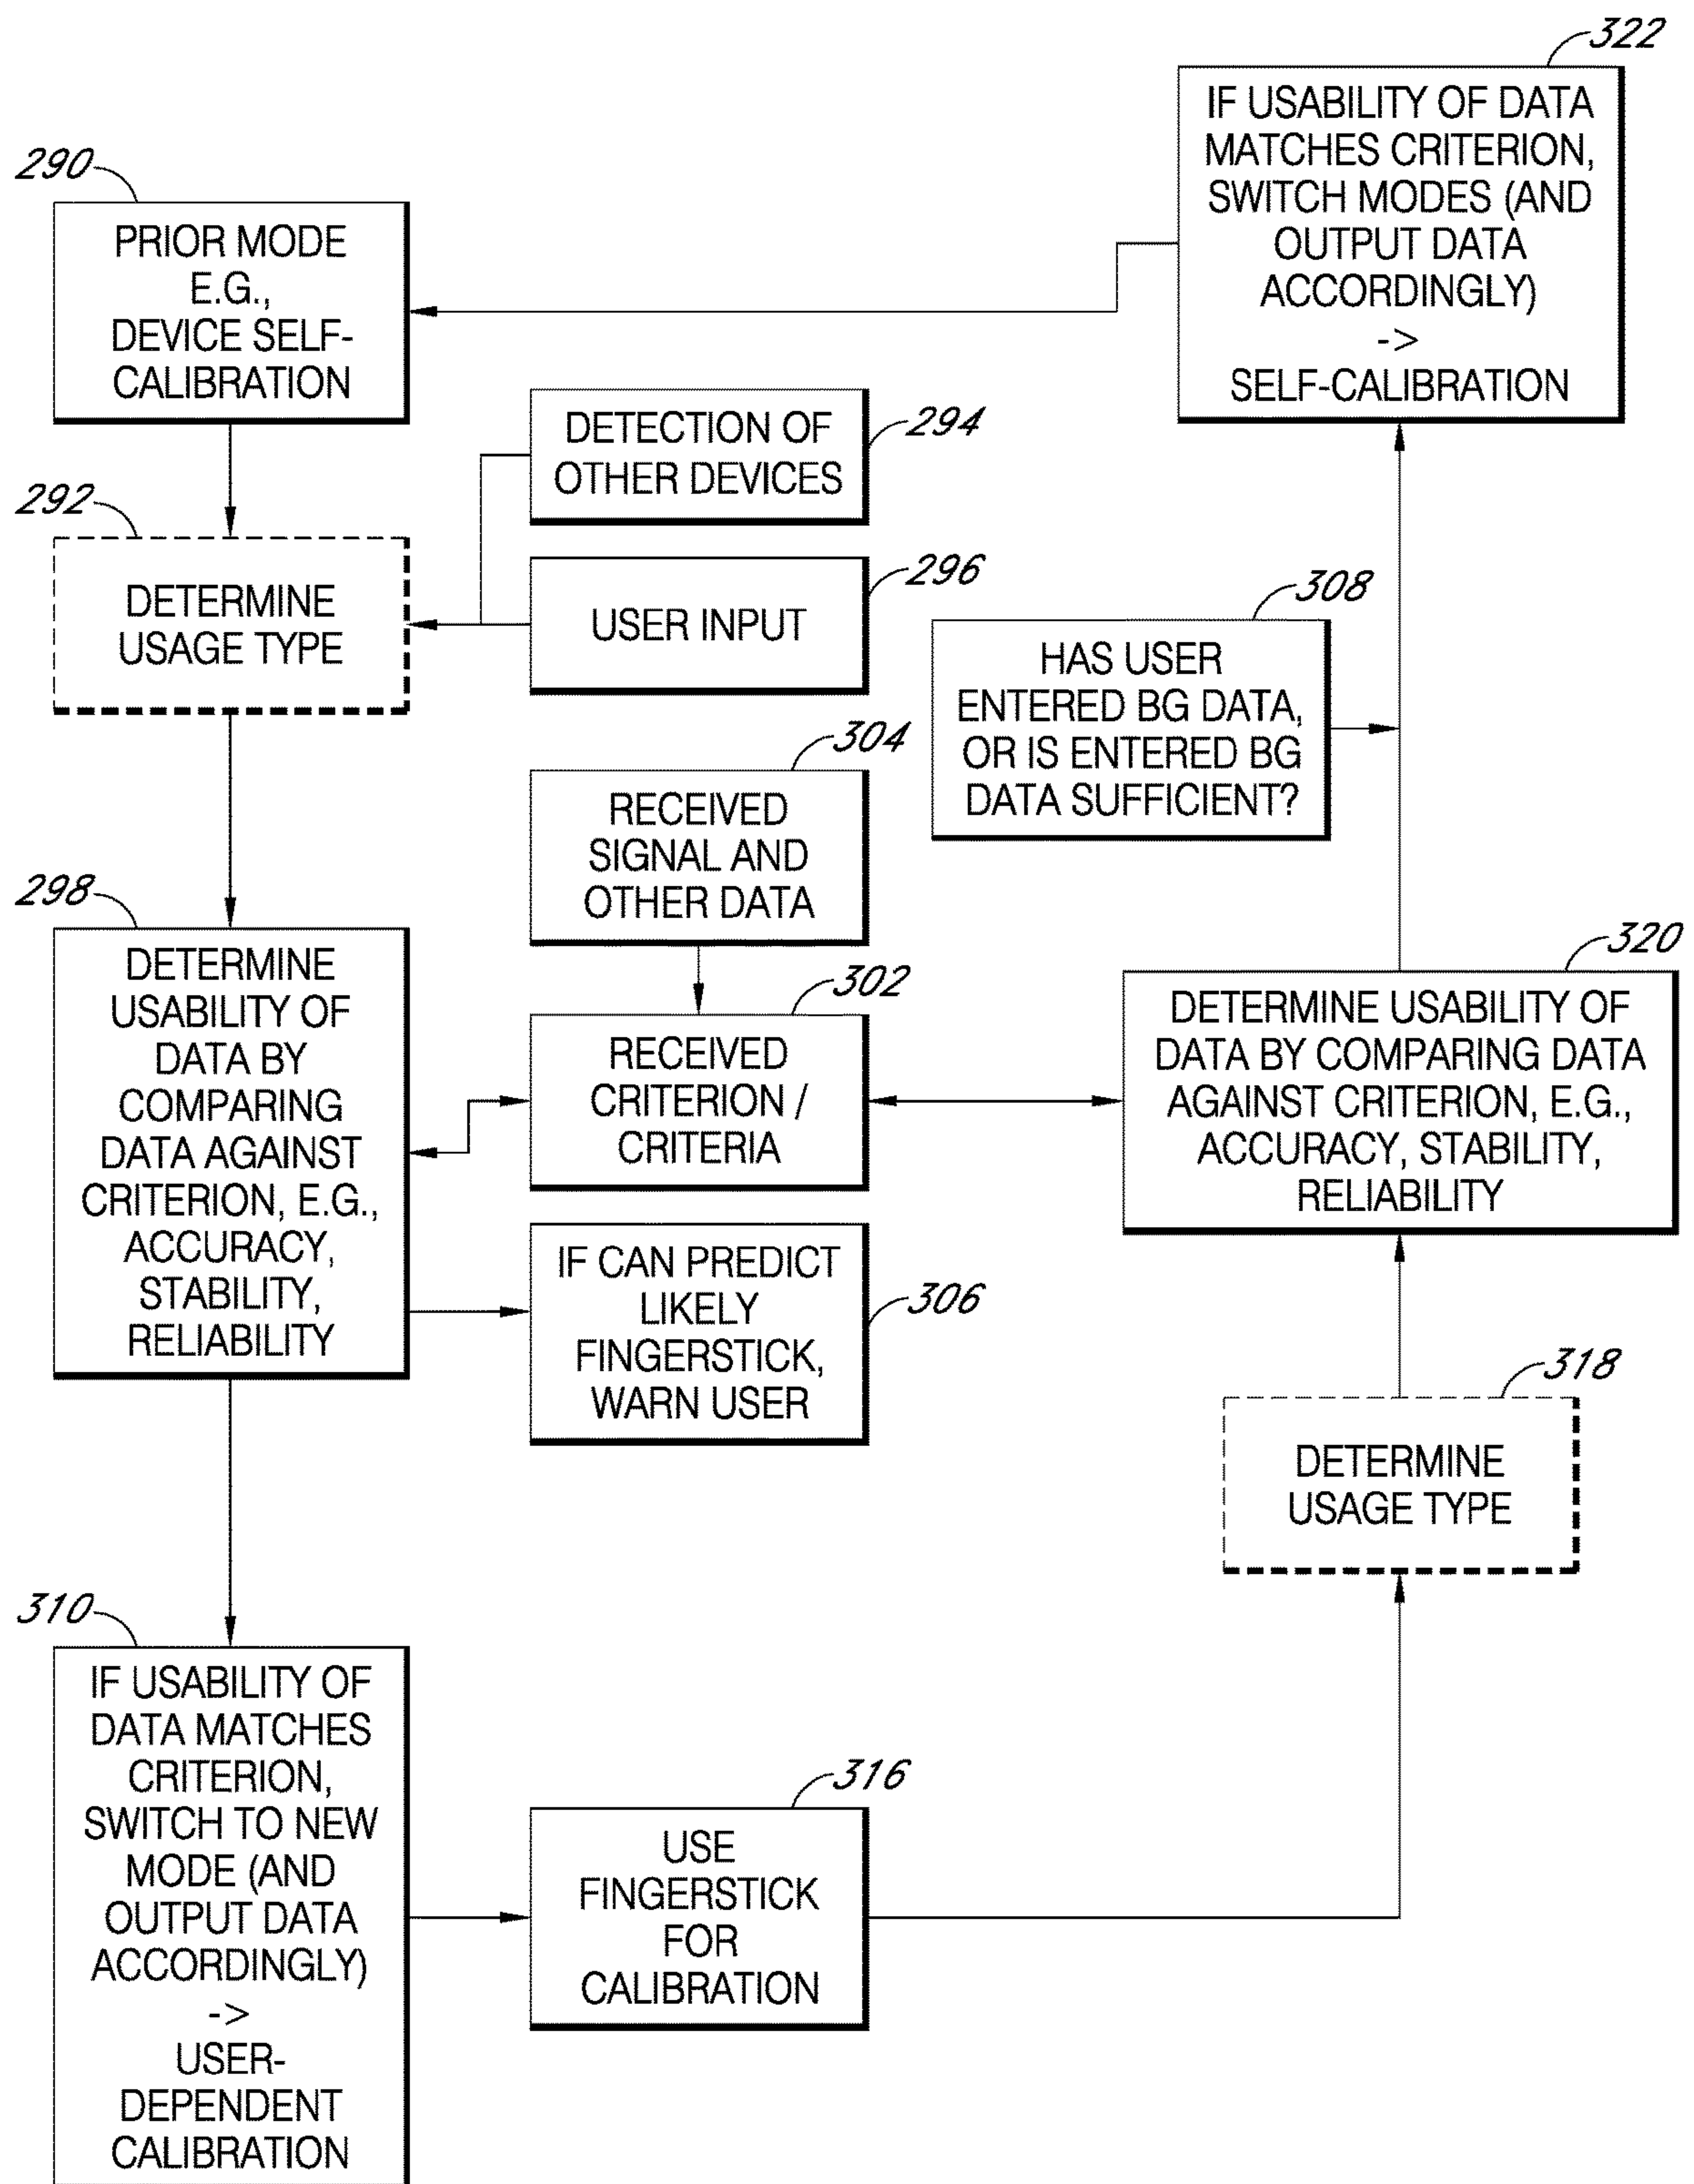 322
IF USABILITY OF DATA
MATCHES CRITERION,
SWITCH MODES (AND
OUTPUT DATA
ACCORDINGLY)
->
SELF-CALIBRATION
290
PRIOR MODE
E.G.,
DEVICE SELF-
CALIBRATION
294
DETECTION OF
OTHER DEVICES
292
DETERMINE
USAGE TYPE
296
USER INPUT
308
HAS USER
ENTERED BG DATA,
OR IS ENTERED BG
DATA SUFFICIENT?
304
RECEIVED
SIGNAL AND
OTHER DATA
298
DETERMINE
USABILITY OF
DATA BY
COMPARING
DATA AGAINST
CRITERION, E.G.,
ACCURACY,
STABILITY,
RELIABILITY
302
RECEIVED
CRITERION /
CRITERIA
320
DETERMINE USABILITY OF
DATA BY COMPARING DATA
AGAINST CRITERION, E.G.,
ACCURACY, STABILITY,
RELIABILITY
306
IF CAN PREDICT
LIKELY
FINGERSTICK,
WARN USER
318
DETERMINE
USAGE TYPE
310
IF USABILITY OF
DATA MATCHES
CRITERION,
SWITCH TO NEW
MODE (AND
OUTPUT DATA
ACCORDINGLY)
->
USER-
DEPENDENT
CALIBRATION
316
USE
FINGERSTICK
FOR
CALIBRATION